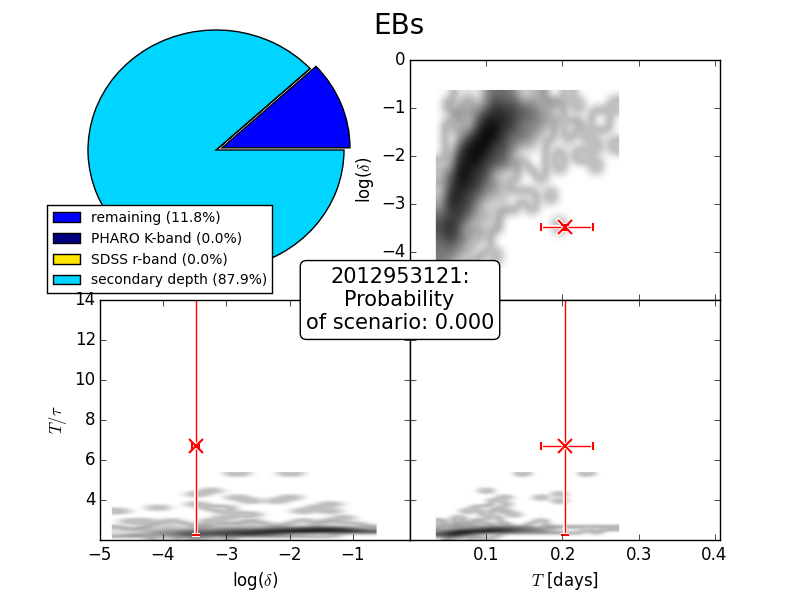 EBs
remaining (11.8%)
PHARO K-band (0.0%)
SDSS r-band (0.0%)
secondary depth (87.9%)
0
−1
−2
−3
−4
log(δ)
2012953121:
Probability
of scenario: 0.000
14
12
10
8
6
4
T/τ
−5 −4 −3 −2 −1
log(δ)
0.1 0.2 0.3 0.4
T [days]